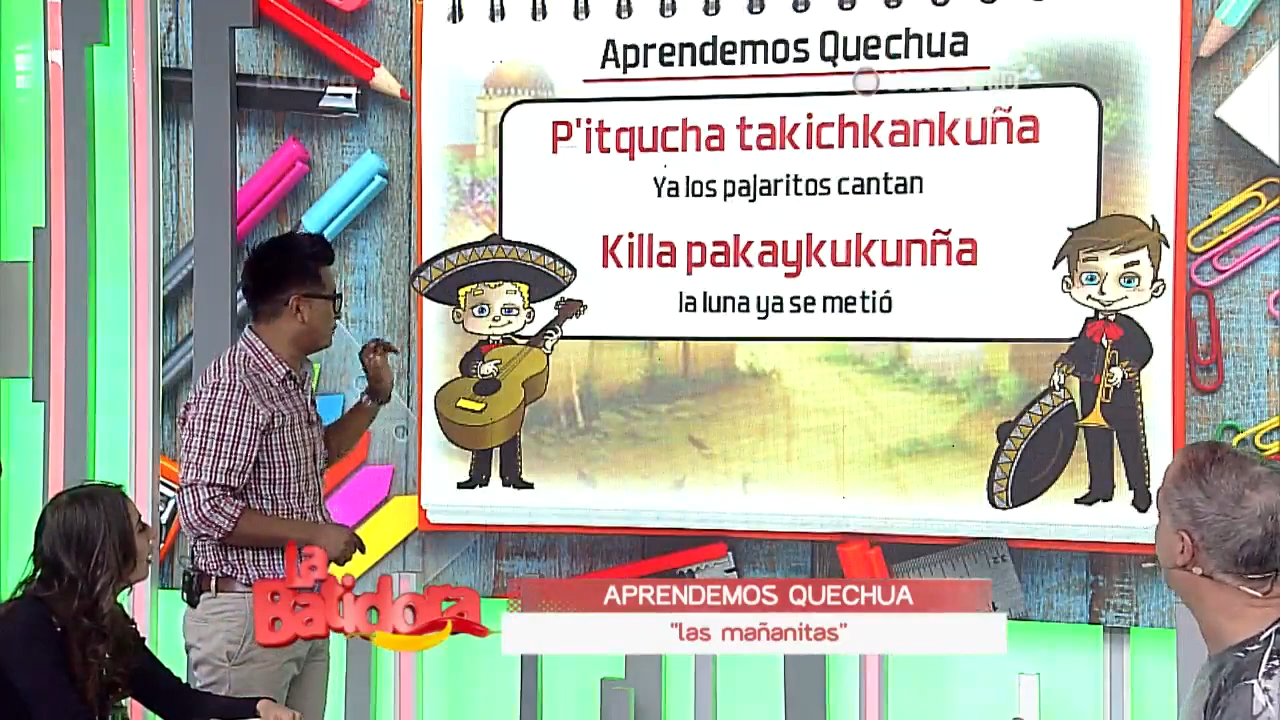 Aprendemos Quechua
P'itqucha takichkankuña
Ya los pajaritos cantan
Killa pakaykukunña
la luna ya se metió
la
Batidora
APRENDEMOS QUECHUA
"las mañanitas"